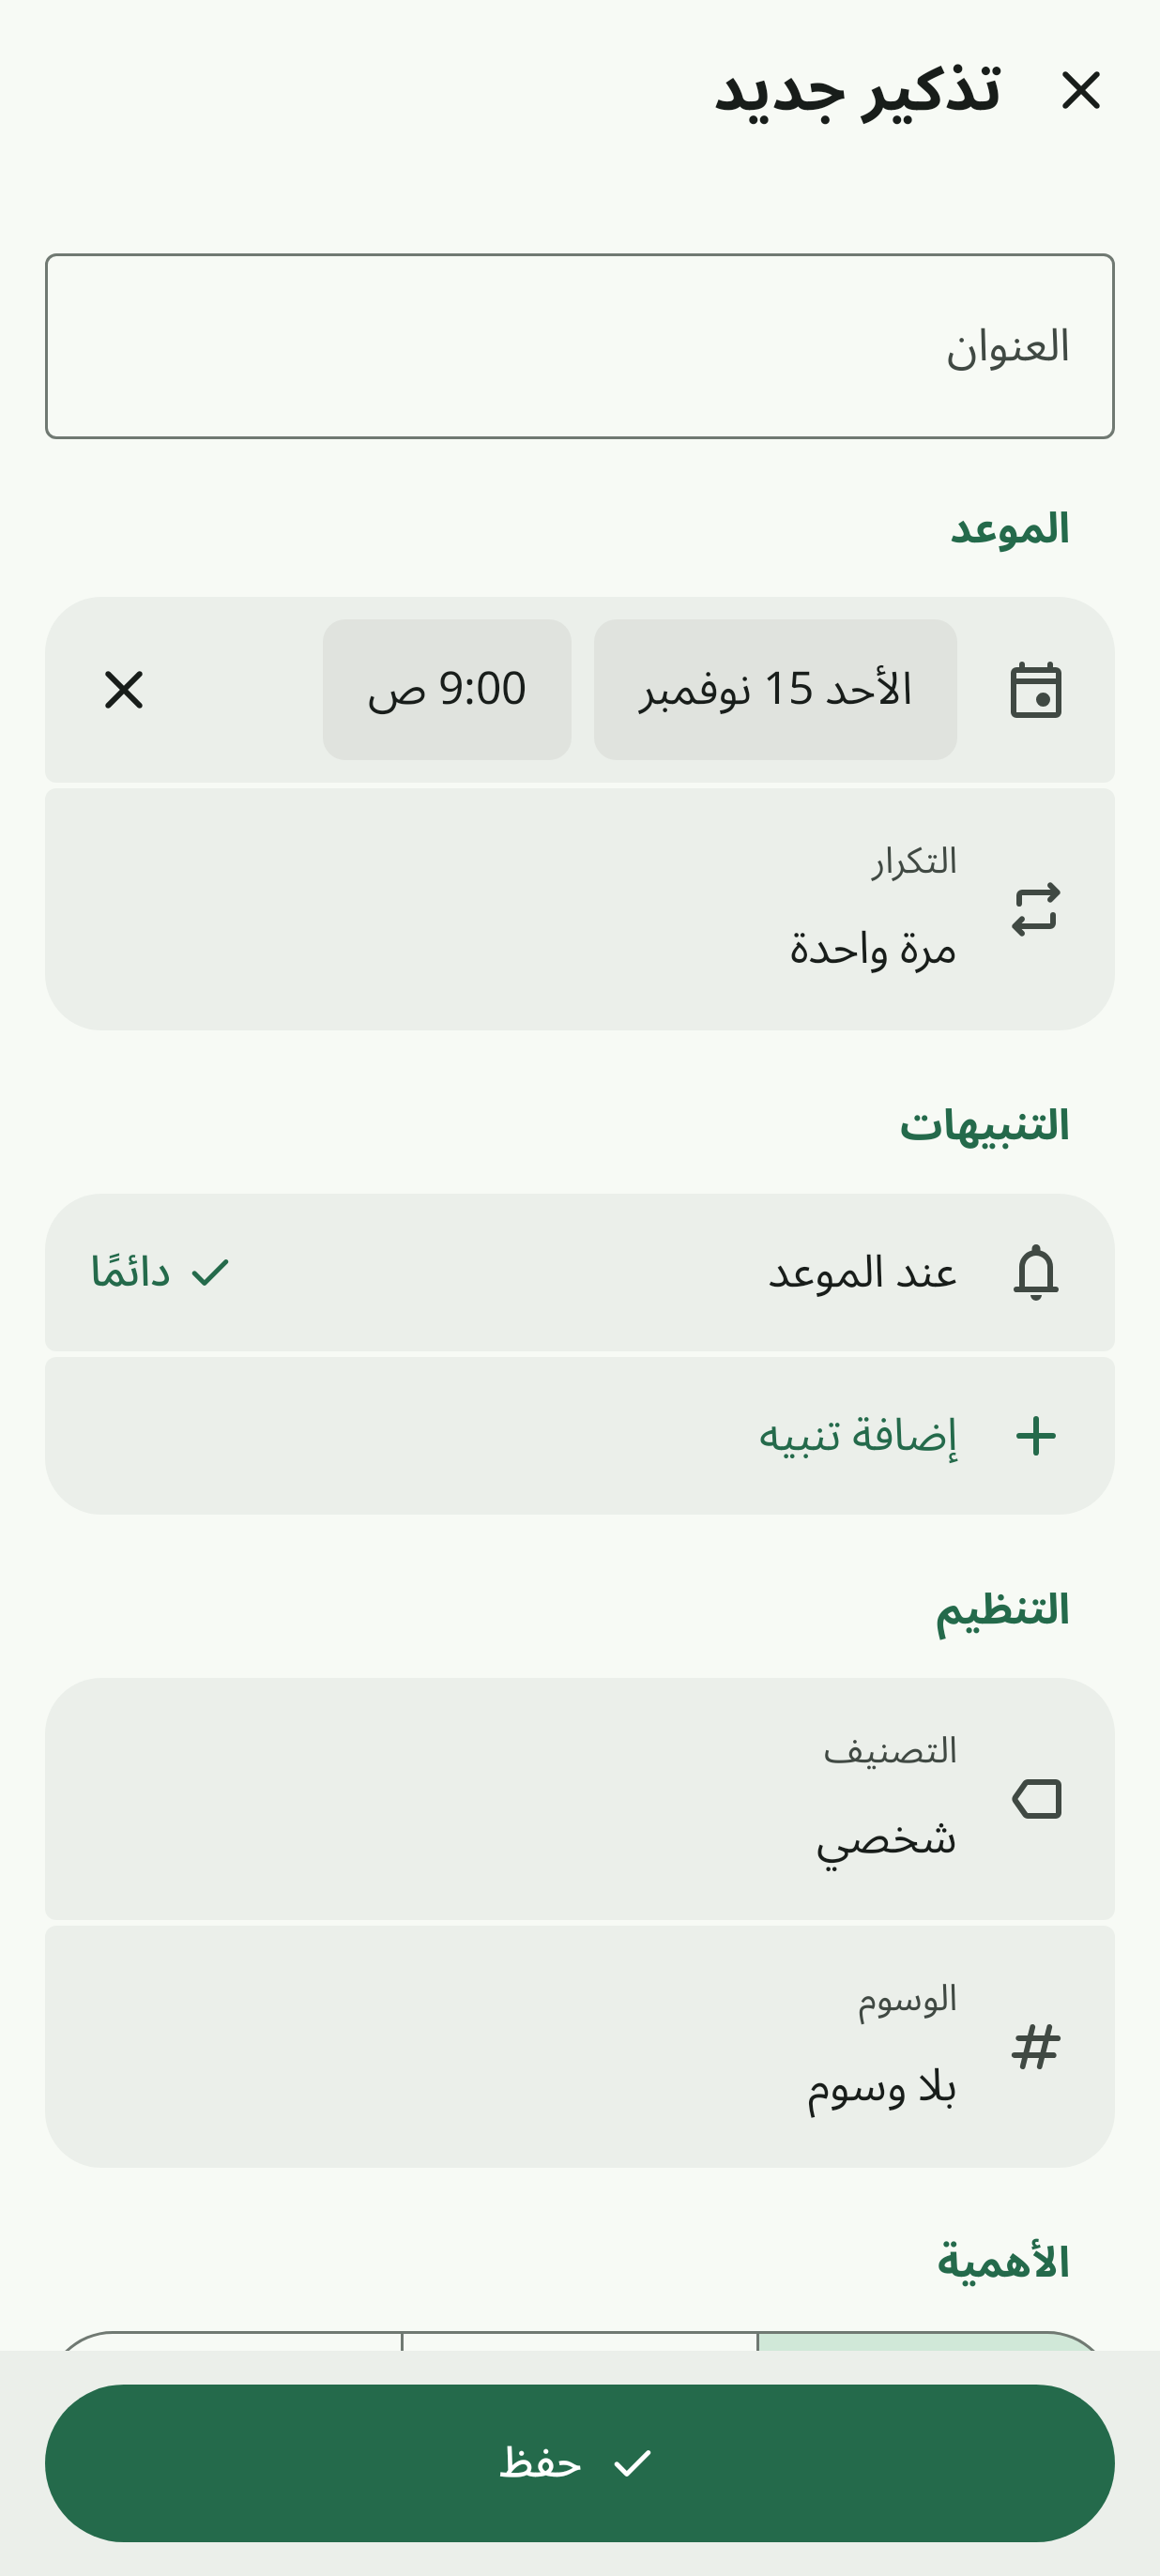 تذكير جديد
العنوان
الموعد
الأحد 15 نوفمبر
9:00 ص
التكرار
مرة واحدة
التنبيهات
عند الموعد
دائمًا
إضافة تنبيه
التنظيم
التصنيف
شخصي
الوسوم
بلا وسوم
الأهمية
حفظ